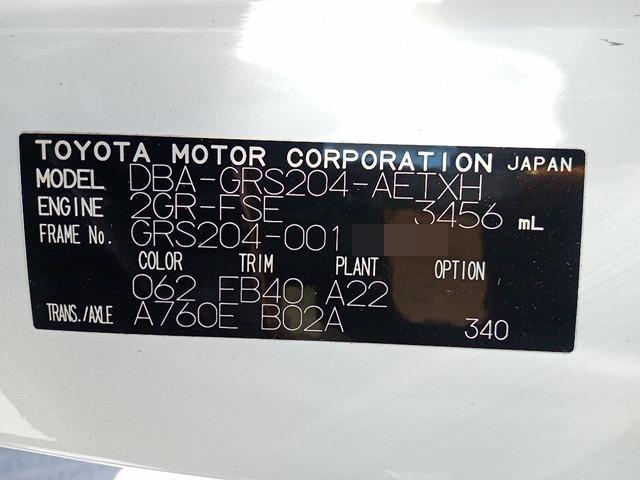 TOYOTA MOTOR CORPORATION JAPAN
MODEL DBA-GRS204-AETXH
ENGINE 2GR-FSE 3456 mL
FRAME No. GRS204-001
COLOR TRIM PLANT OPTION
062 FB40 A22
TRANS./AXLE A760E B02A 340